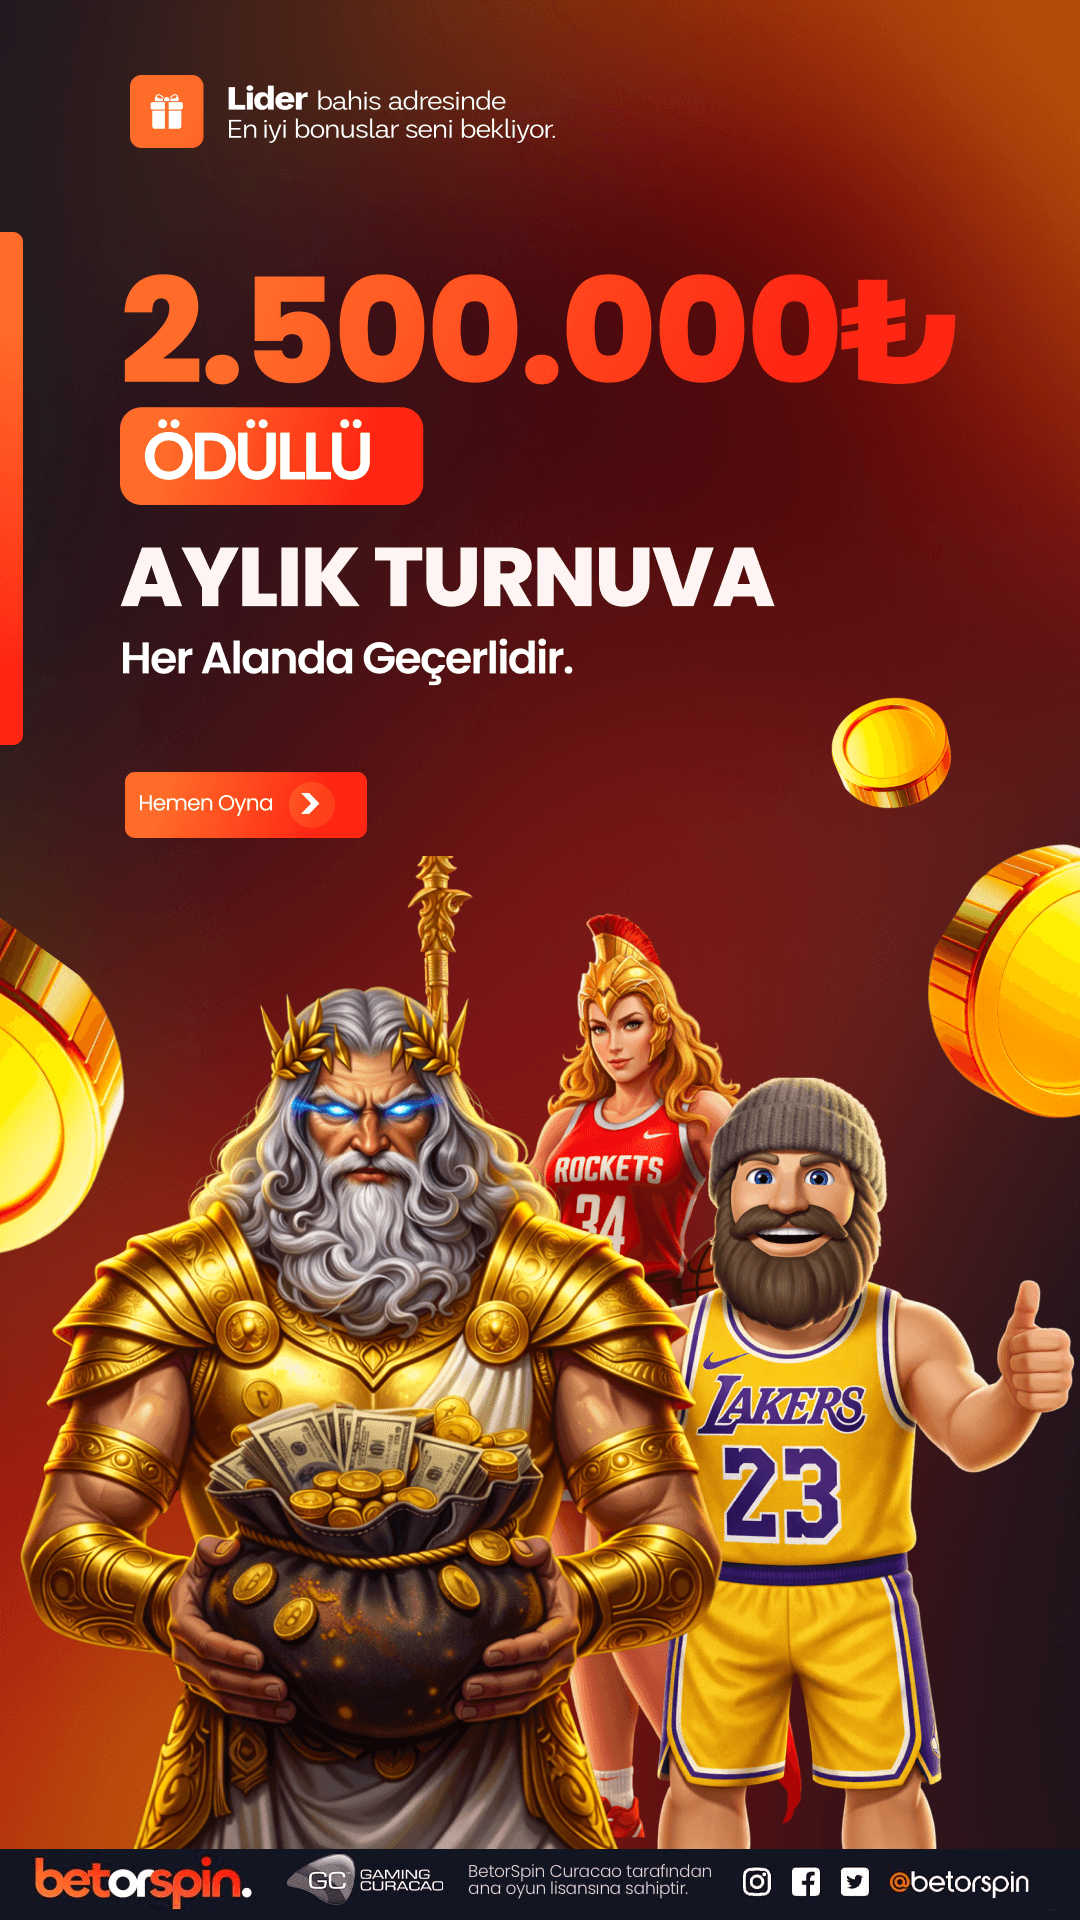 Lider bahis adresinde
En iyi bonuslar seni bekliyor.
2.500.000₺
ÖDÜLLÜ
AYLIK TURNUVA
Her Alanda Geçerlidir.
Hemen Oyna
ROCKETS
34
LAKERS
23
betorspin.
GC GAMING CURACAO
BetorSpin Curacao tarafından
ana oyun lisansına sahiptir.
@betorspin